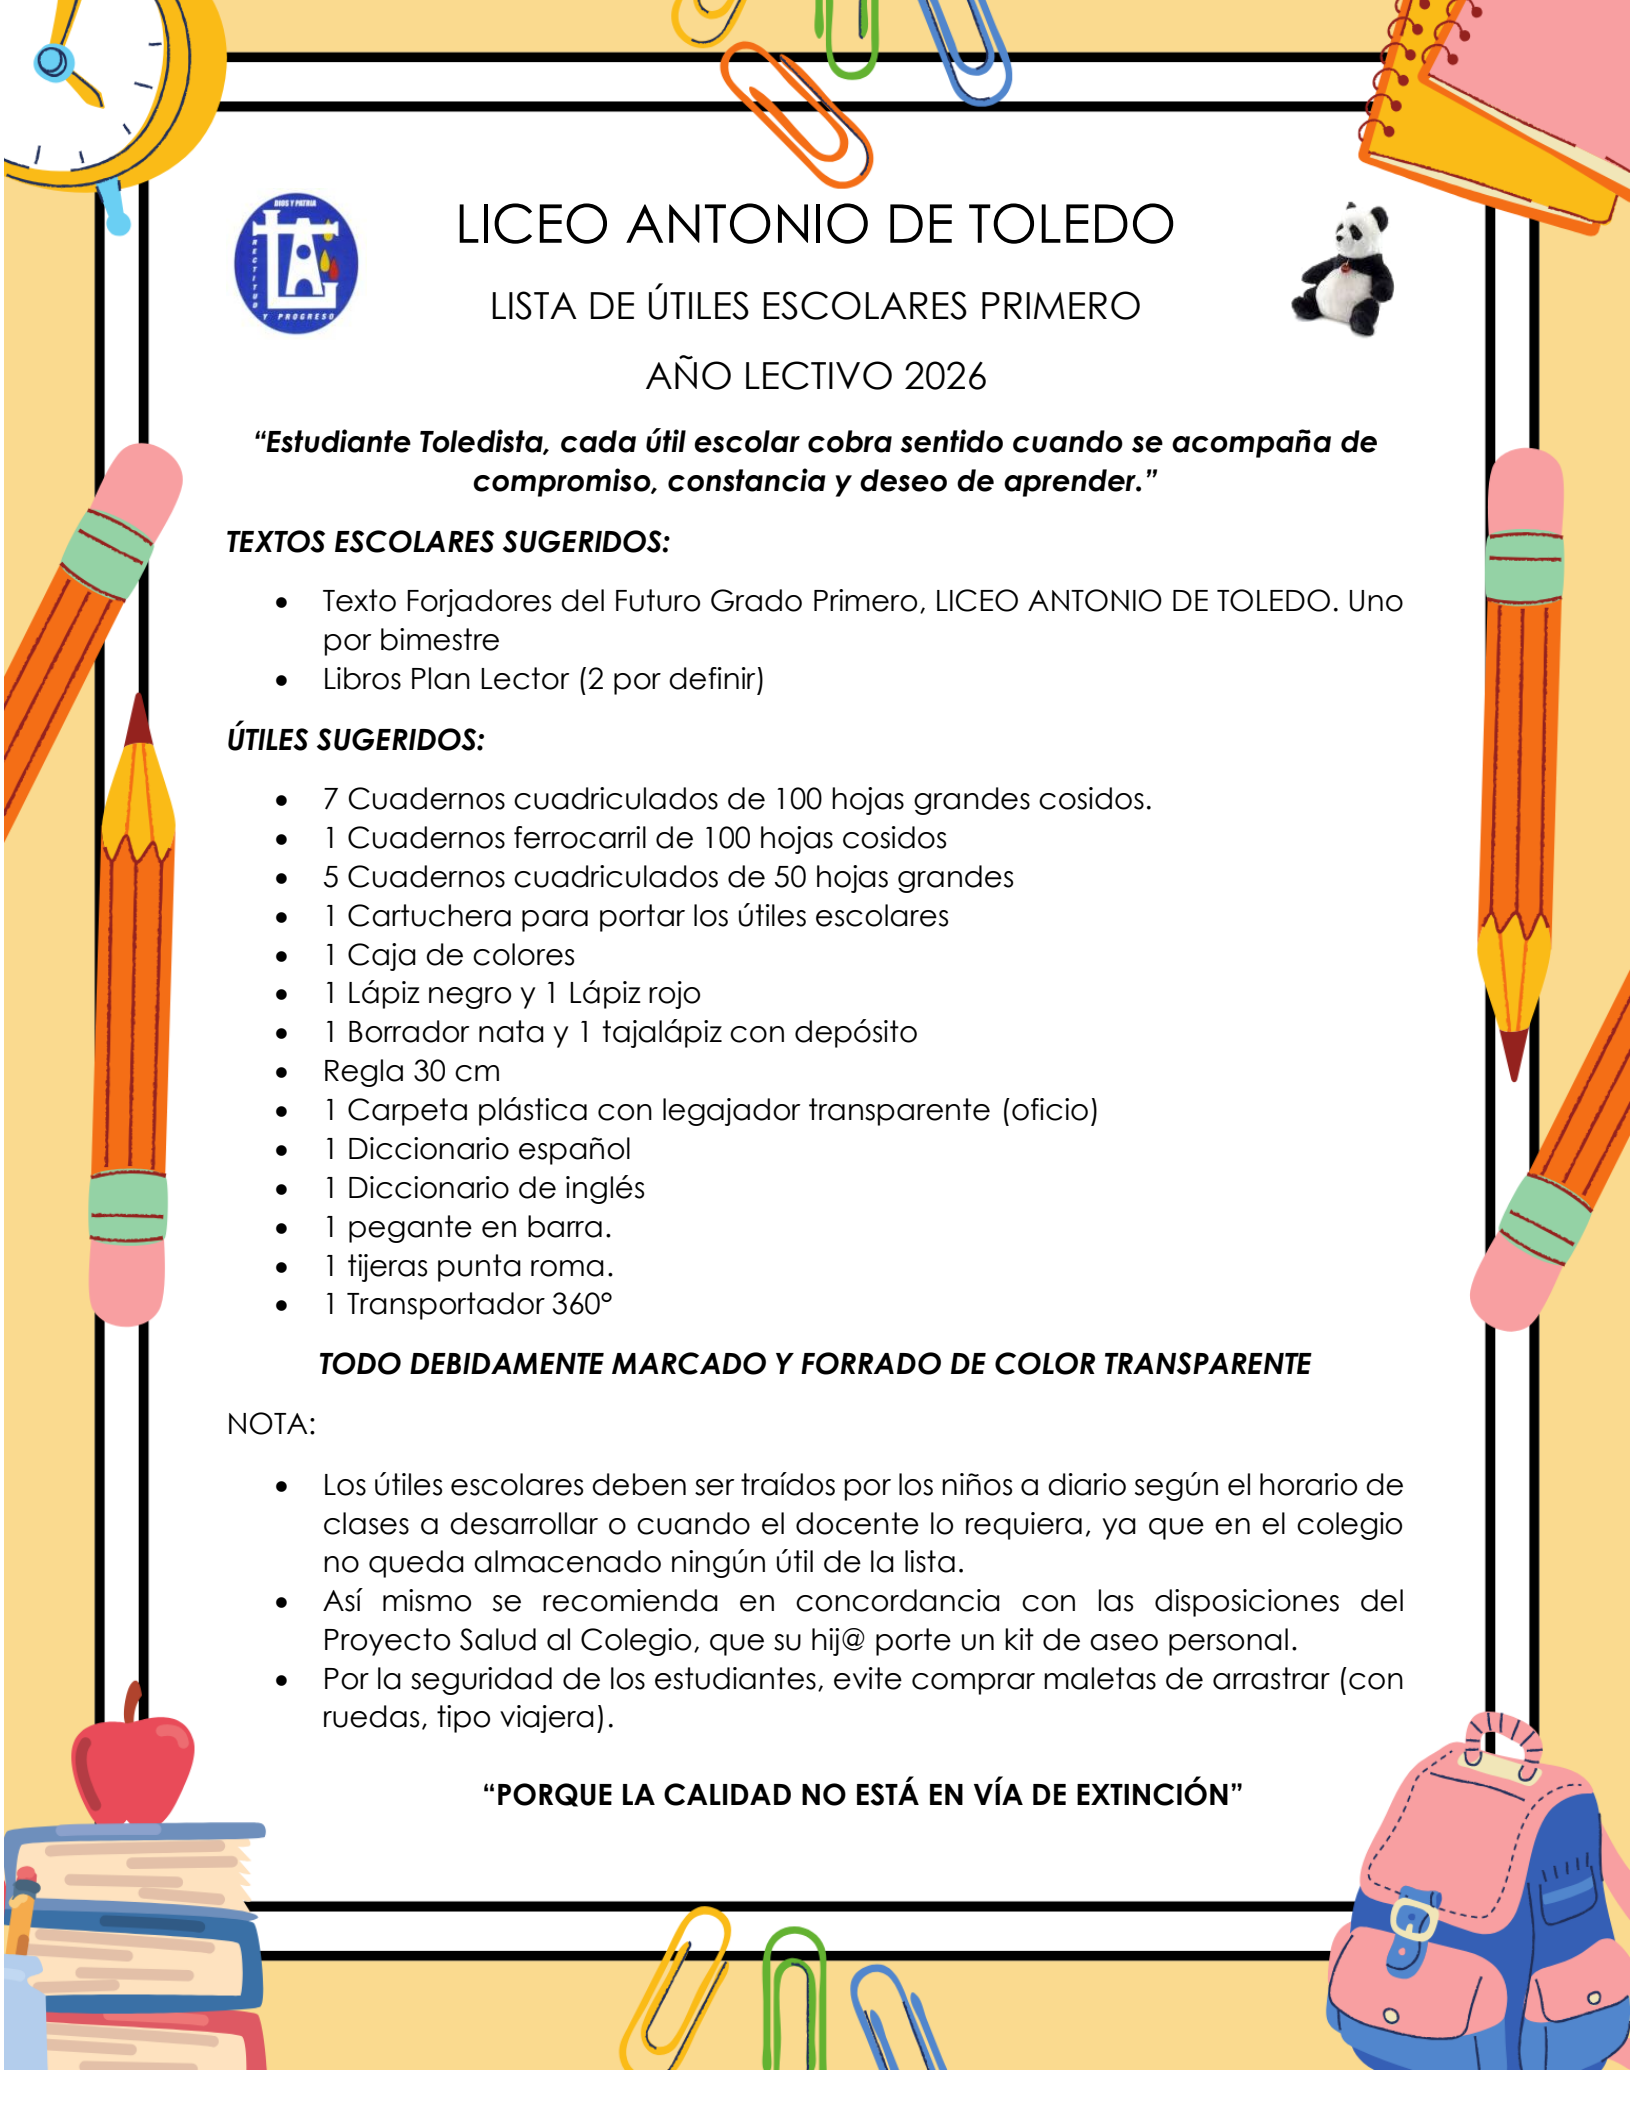 DIOS Y PATRIA
RECTITUD
Y PROGRESO
LICEO ANTONIO DE TOLEDO
LISTA DE ÚTILES ESCOLARES PRIMERO
AÑO LECTIVO 2026
“Estudiante Toledista, cada útil escolar cobra sentido cuando se acompaña de
compromiso, constancia y deseo de aprender.”
TEXTOS ESCOLARES SUGERIDOS:
• Texto Forjadores del Futuro Grado Primero, LICEO ANTONIO DE TOLEDO. Uno
por bimestre
• Libros Plan Lector (2 por definir)
ÚTILES SUGERIDOS:
• 7 Cuadernos cuadriculados de 100 hojas grandes cosidos.
• 1 Cuadernos ferrocarril de 100 hojas cosidos
• 5 Cuadernos cuadriculados de 50 hojas grandes
• 1 Cartuchera para portar los útiles escolares
• 1 Caja de colores
• 1 Lápiz negro y 1 Lápiz rojo
• 1 Borrador nata y 1 tajalápiz con depósito
• Regla 30 cm
• 1 Carpeta plástica con legajador transparente (oficio)
• 1 Diccionario español
• 1 Diccionario de inglés
• 1 pegante en barra.
• 1 tijeras punta roma.
• 1 Transportador 360°
TODO DEBIDAMENTE MARCADO Y FORRADO DE COLOR TRANSPARENTE
NOTA:
• Los útiles escolares deben ser traídos por los niños a diario según el horario de
clases a desarrollar o cuando el docente lo requiera, ya que en el colegio
no queda almacenado ningún útil de la lista.
• Así mismo se recomienda en concordancia con las disposiciones del
Proyecto Salud al Colegio, que su hij@ porte un kit de aseo personal.
• Por la seguridad de los estudiantes, evite comprar maletas de arrastrar (con
ruedas, tipo viajera).
“PORQUE LA CALIDAD NO ESTÁ EN VÍA DE EXTINCIÓN”